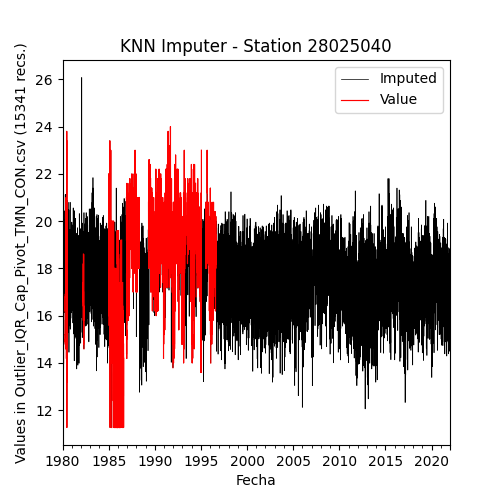 KNN Imputer - Station 28025040
Imputed
Value
Values in Outlier_IQR_Cap_Pivot_TMN_CON.csv (15341 recs.)
26
24
22
20
18
16
14
12
1980 1985 1990 1995 2000 2005 2010 2015 2020
Fecha